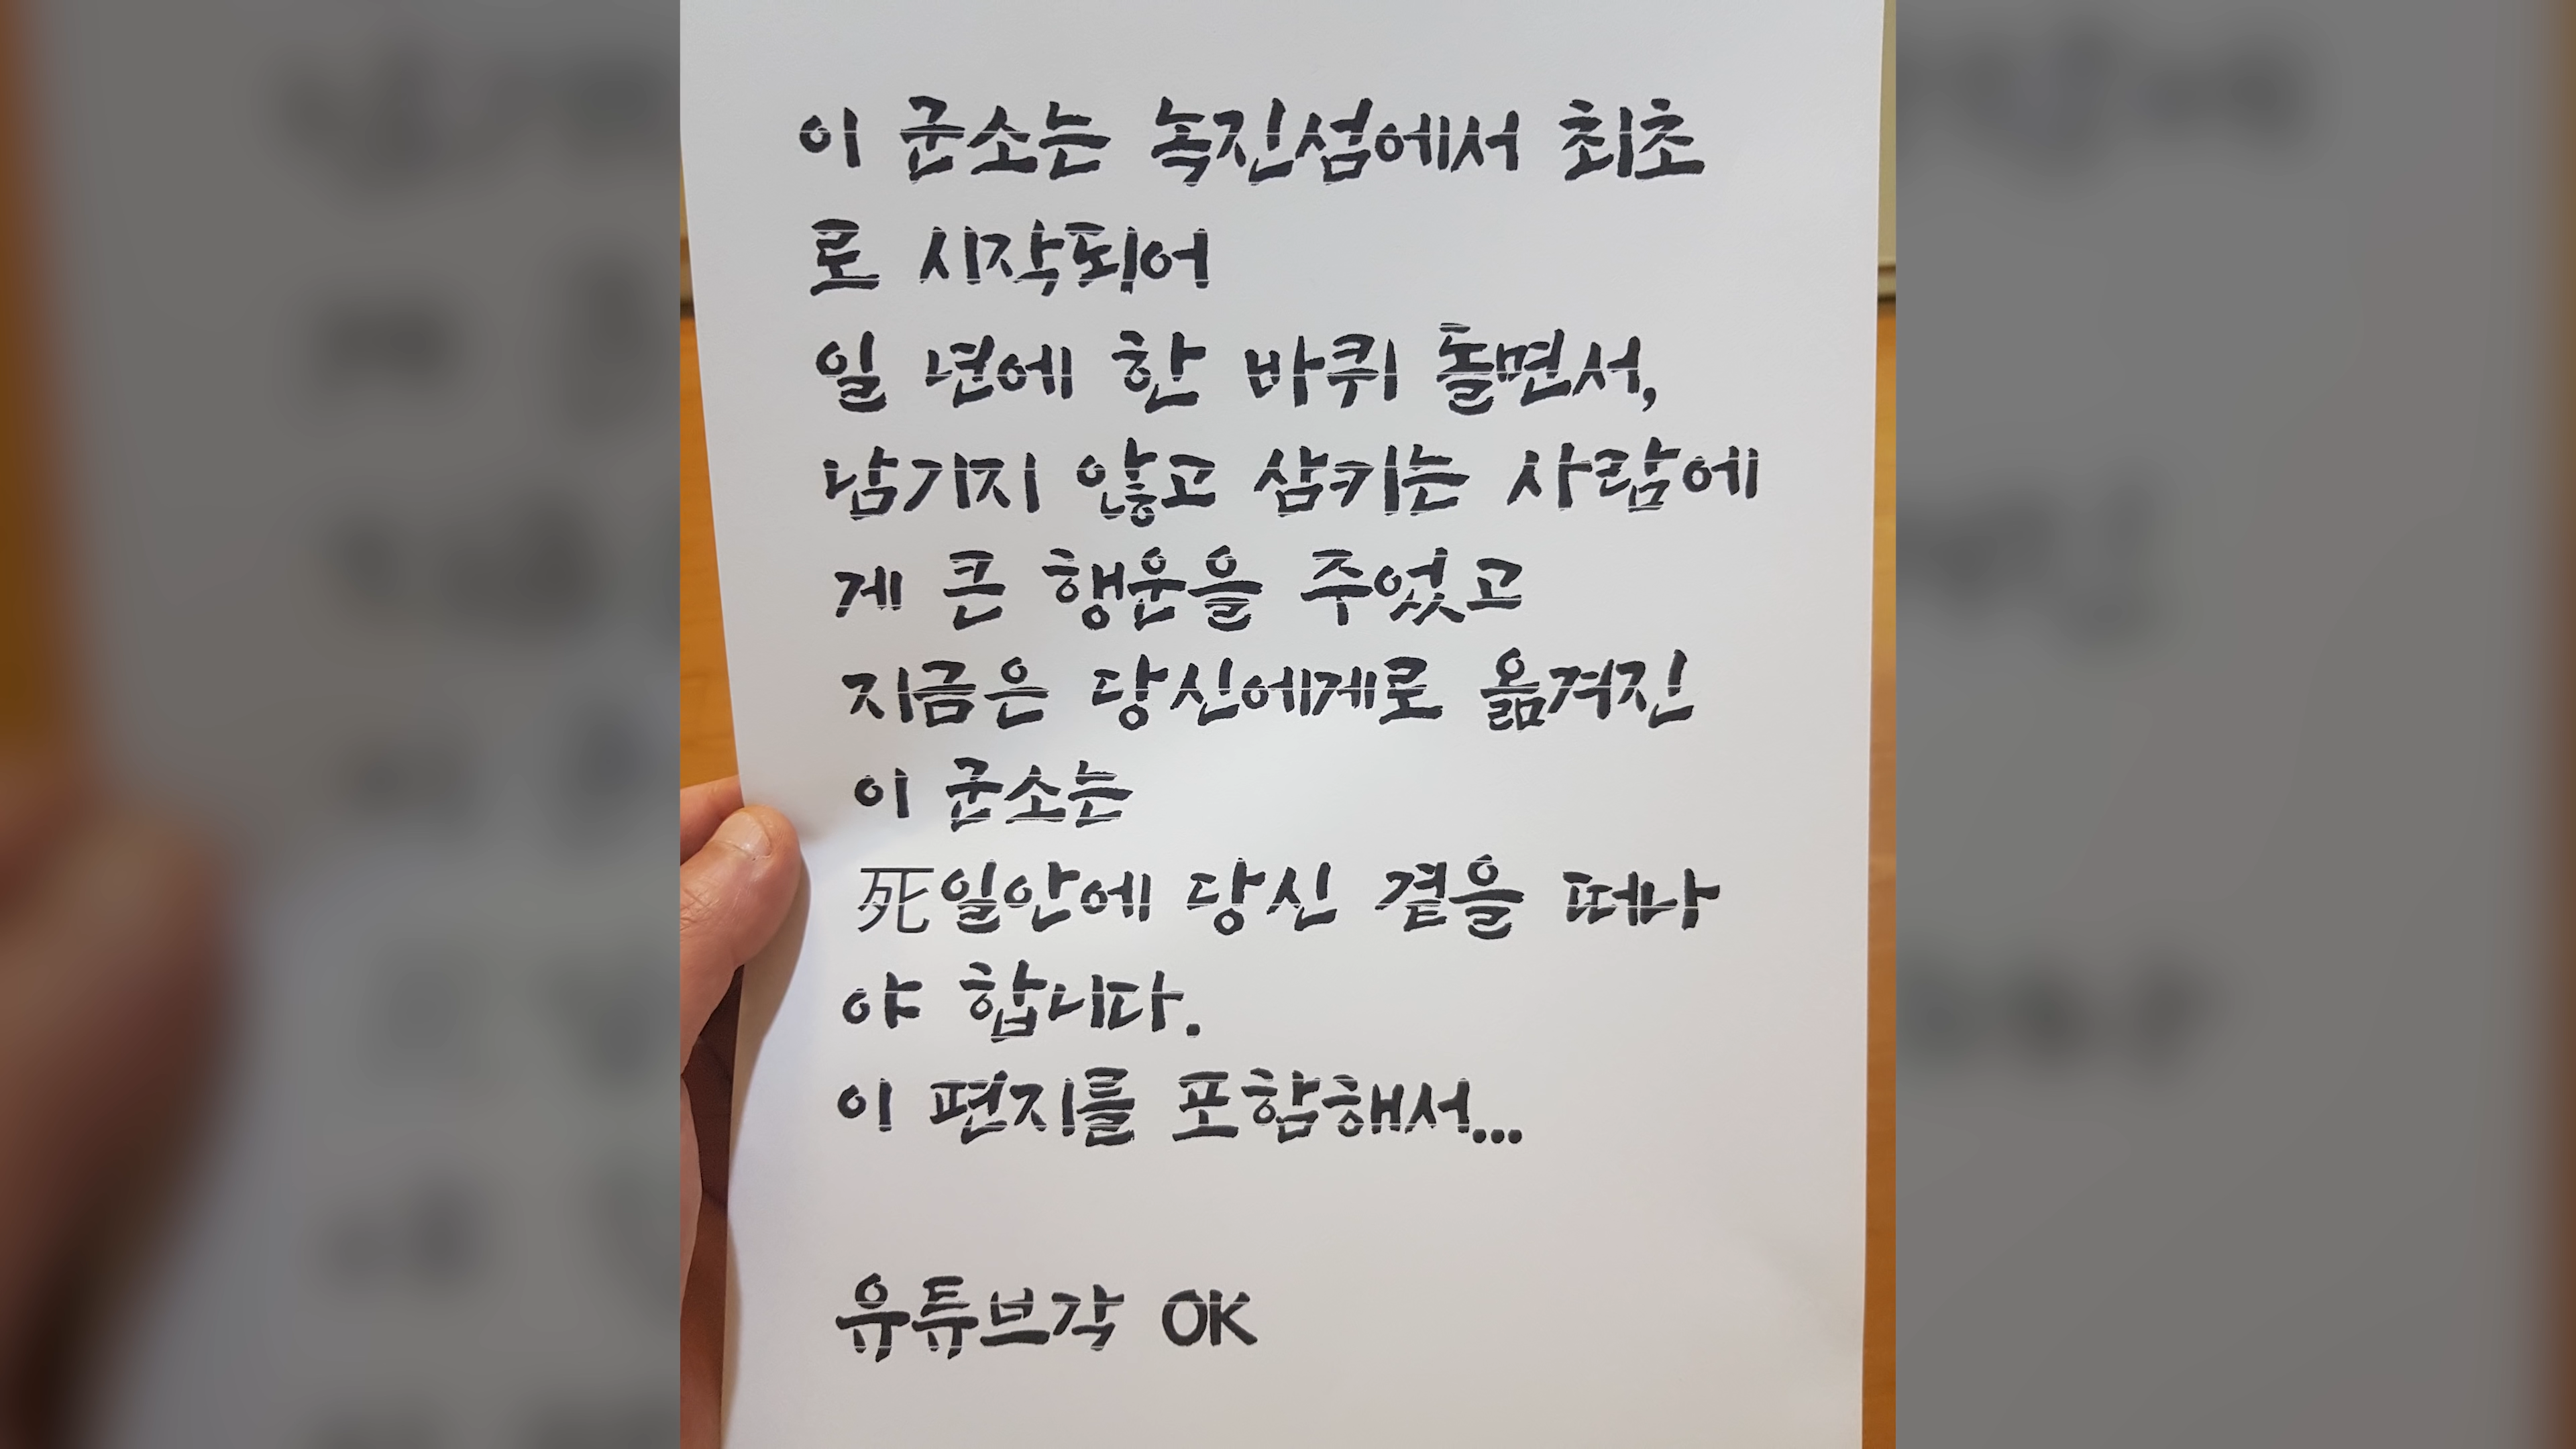 이 군소는 녹진섬에서 최초
로 시작되어
일 년에 한 바퀴 돌면서,
남기지 않고 삼키는 사람에
게 큰 행운을 주었고
지금은 당신에게로 옮겨진
이 군소는
死일안에 당신 곁을 떠나
야 합니다.
이 편지를 포함해서...
유튜브각 OK